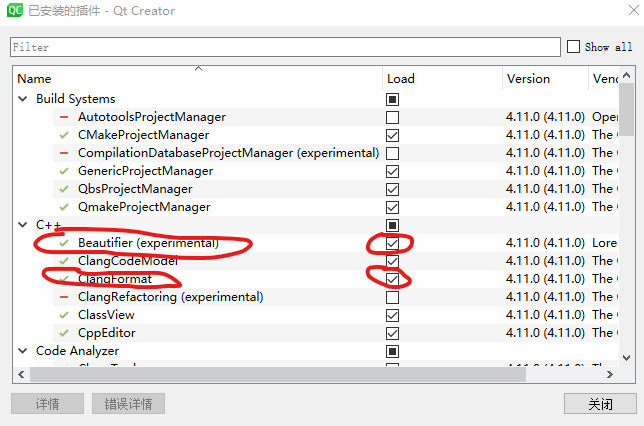 QC 已安装的插件 - Qt Creator
Filter
Show all
Name Load Version Vend
Build Systems
AutotoolsProjectManager 4.11.0 (4.11.0) Open
CMakeProjectManager 4.11.0 (4.11.0) The C
CompilationDatabaseProjectManager (experimental) 4.11.0 (4.11.0) The C
GenericProjectManager 4.11.0 (4.11.0) The C
QbsProjectManager 4.11.0 (4.11.0) The C
QmakeProjectManager 4.11.0 (4.11.0) The C
C++
Beautifier (experimental) 4.11.0 (4.11.0) Lore
ClangCodeModel 4.11.0 (4.11.0) The C
ClangFormat 4.11.0 (4.11.0) The C
ClangRefactoring (experimental) 4.11.0 (4.11.0) The C
ClassView 4.11.0 (4.11.0) The C
CppEditor 4.11.0 (4.11.0) The C
Code Analyzer
详情 错误详情 关闭